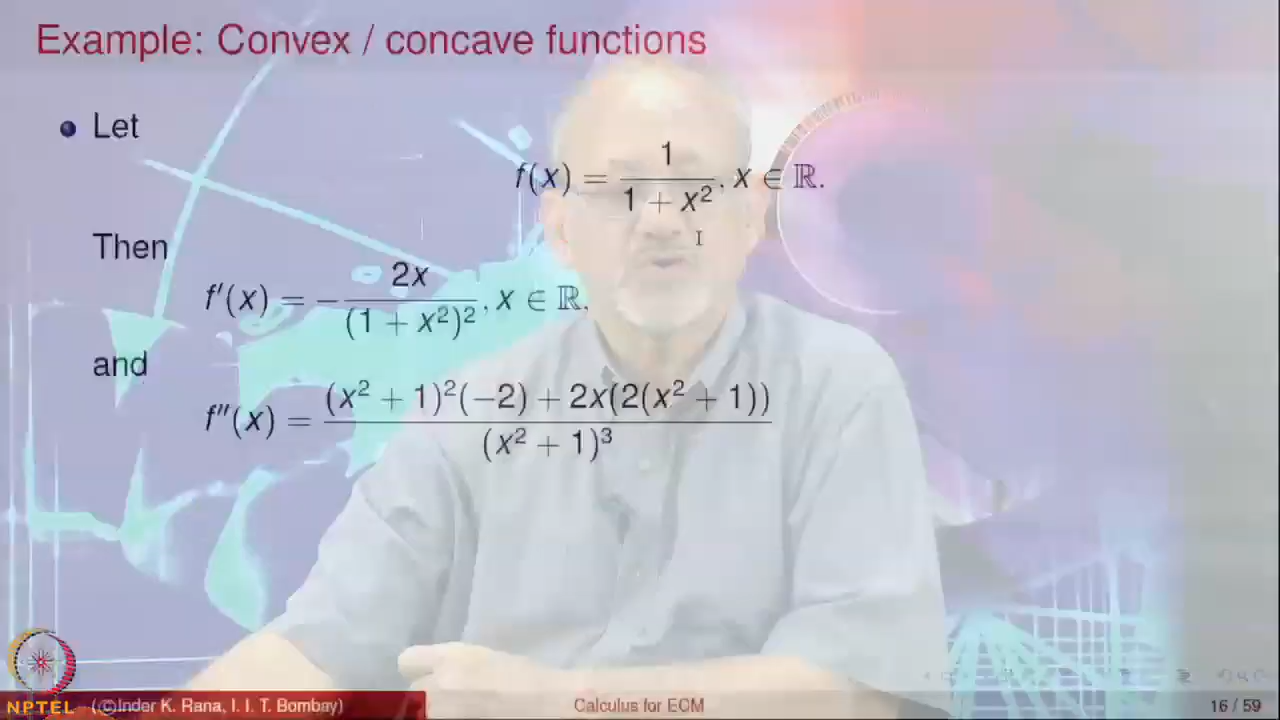 Example: Convex / concave functions
Let
f(x) = 1 / (1 + x²), x ∈ ℝ.
Then
f′(x) = − 2x / (1 + x²)², x ∈ ℝ,
and
f″(x) = (x² + 1)²(−2) + 2x(2(x² + 1)) / (x² + 1)³
NPTEL (©Inder K. Rana, I. I. T. Bombay) Calculus for ECM 16 / 59